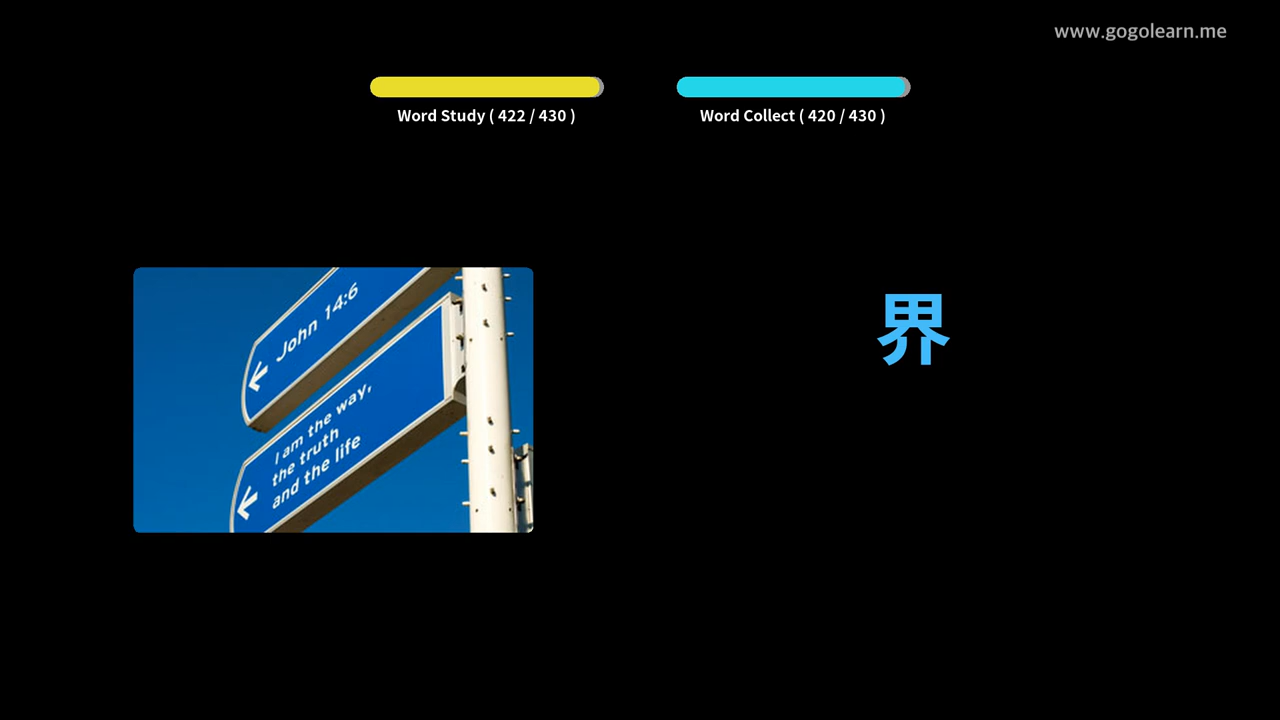 www.gogolearn.me
Word Study ( 422 / 430 )
Word Collect ( 420 / 430 )
John 14:6
I am the way,
the truth
and the life
界